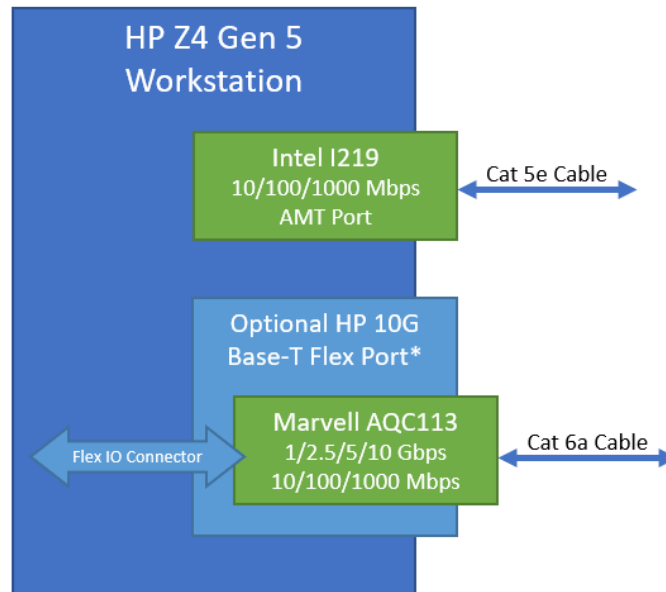 HP Z4 Gen 5
Workstation
Intel I219
10/100/1000 Mbps
AMT Port
Cat 5e Cable
Optional HP 10G
Base-T Flex Port*
Marvell AQC113
1/2.5/5/10 Gbps
10/100/1000 Mbps
Flex IO Connector
Cat 6a Cable